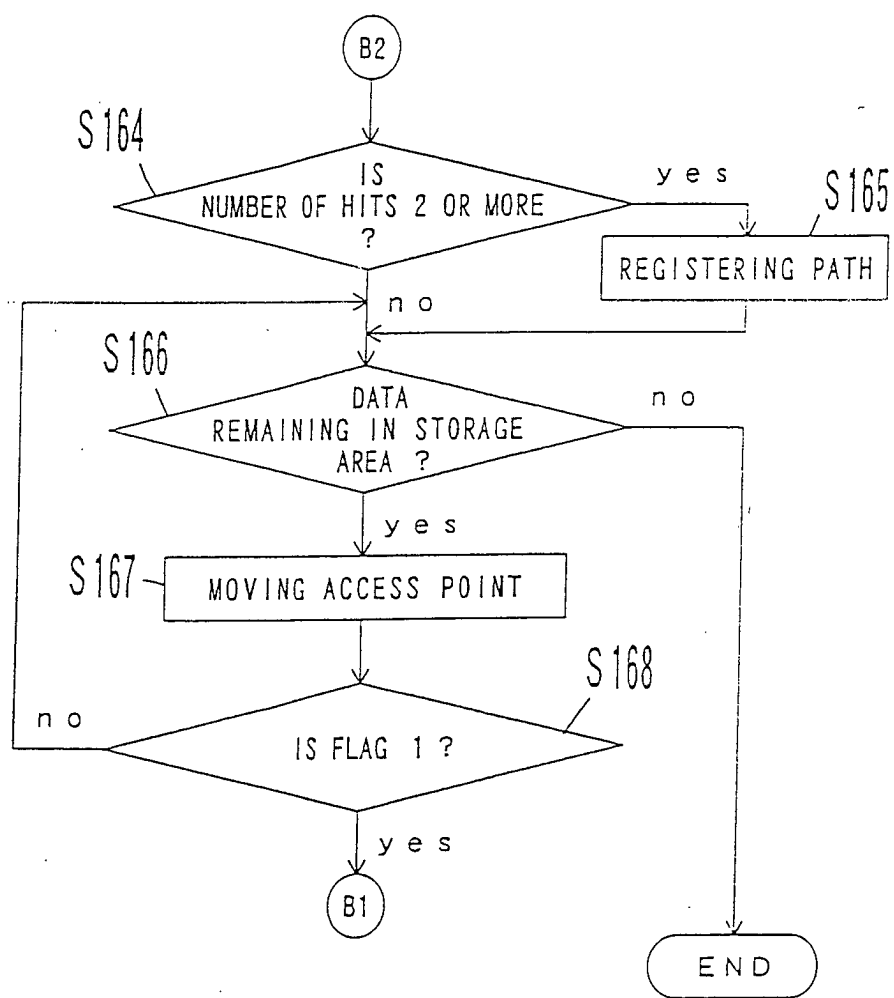 B2
S164
IS
NUMBER OF HITS 2 OR MORE
?
yes
S165
REGISTERING PATH
no
S166
DATA
REMAINING IN STORAGE
AREA ?
no
yes
S167
MOVING ACCESS POINT
S168
no
IS FLAG 1 ?
yes
B1
END